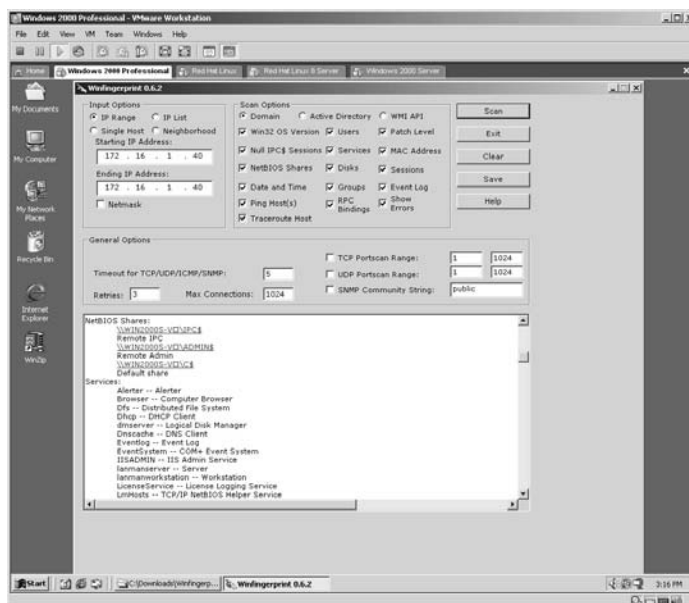 Windows 2000 Professional - VMware Workstation
File Edit View VM Team Windows Help
Home Windows 2000 Professional Red Hat Linux Red Hat Linux 8 Server Windows 2000 Server
My Documents
My Computer
My Network Places
Recycle Bin
Internet Explorer
WinZip
Winfingerprint 0.6.2
Input Options
IP Range IP List
Single Host Neighborhood
Starting IP Address:
172 . 16 . 1 . 40
Ending IP Address:
172 . 16 . 1 . 40
Netmask
Scan Options
Domain Active Directory WMI API
Win32 OS Version Users Patch Level
Null IPC$ Sessions Services MAC Address
NetBIOS Shares Disks Sessions
Date and Time Groups Event Log
Ping Host(s) RPC Bindings Show Errors
Traceroute Host
Scan
Exit
Clear
Save
Help
General Options
Timeout for TCP/UDP/ICMP/SNMP: 5
Retries: 3 Max Connections: 1024
TCP Portscan Range: 1 1024
UDP Portscan Range: 1 1024
SNMP Community String: public
NetBIOS Shares:
Remote IPC
Remote Admin
Default share
Services:
Alerter -- Alerter
Browser -- Computer Browser
Dfs -- Distributed File System
Dhcp -- DHCP Client
dmserver -- Logical Disk Manager
Dnscache -- DNS Client
Eventlog -- Event Log
EventSystem -- COM+ Event System
IISADMIN -- IIS Admin Service
lanmanserver -- Server
lanmanworkstation -- Workstation
LicenseService -- License Logging Service
LmHosts -- TCP/IP NetBIOS Helper Service
Start C:\Downloads\Winfingerp... Winfingerprint 0.6.2 3:16 PM